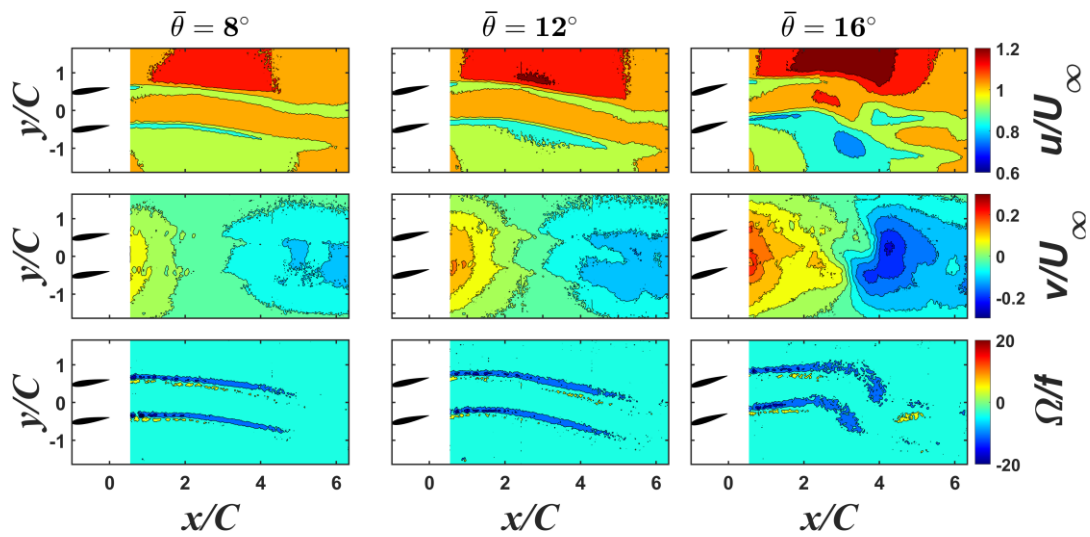 θ̄ = 8° θ̄ = 12° θ̄ = 16°
y/C 1 0 -1 1.2 1 0.8 0.6 u/U∞
y/C 1 0 -1 0.2 0 -0.2 v/U∞
y/C 1 0 -1 20 10 0 -10 -20 Ω/f
0 2 4 6 0 2 4 6 0 2 4 6
x/C x/C x/C